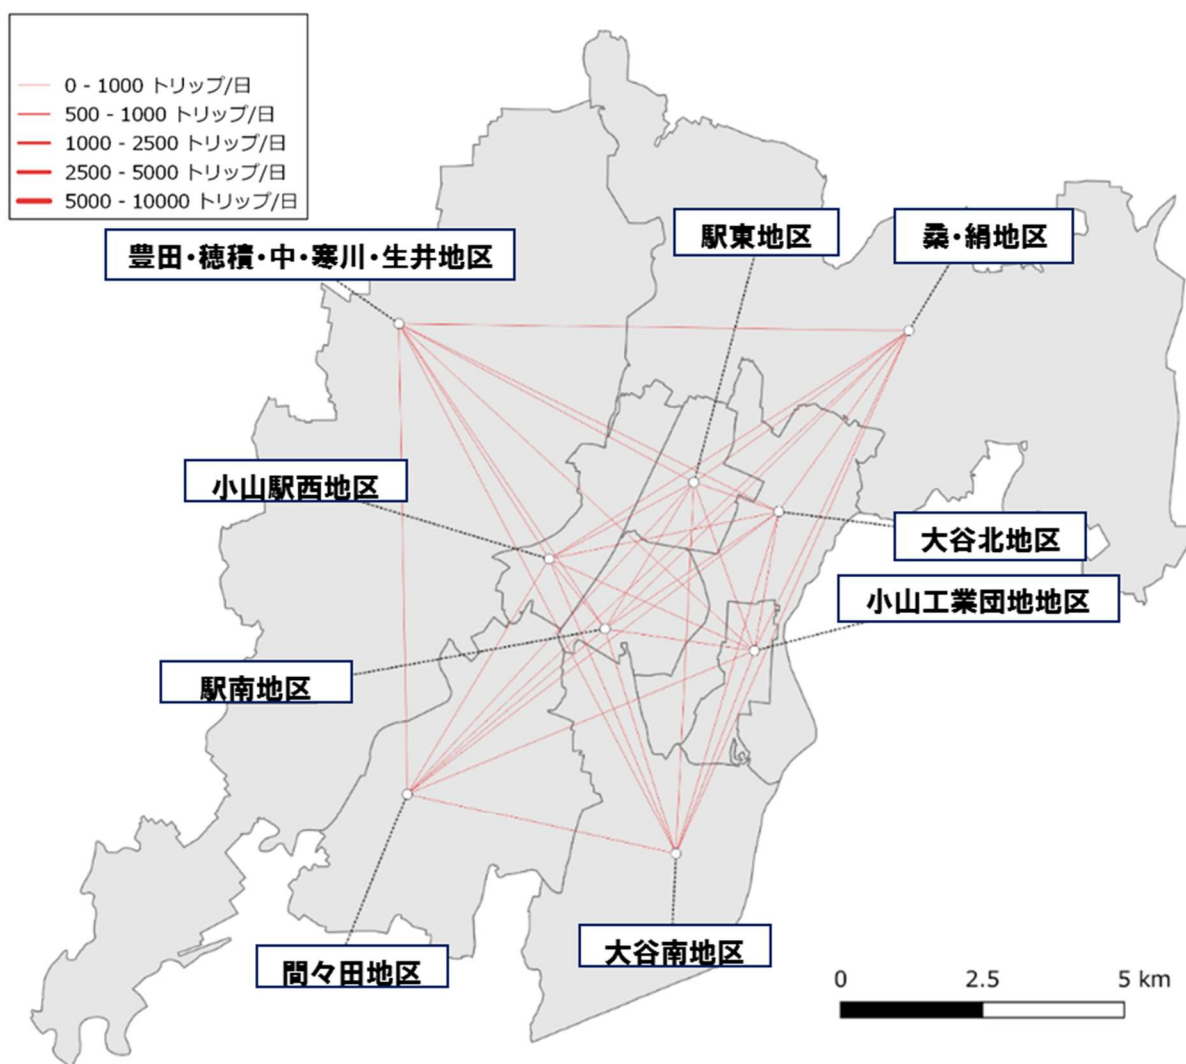 0 - 1000 トリップ/日
500 - 1000 トリップ/日
1000 - 2500 トリップ/日
2500 - 5000 トリップ/日
5000 - 10000 トリップ/日
豊田・穂積・中・寒川・生井地区
駅東地区
桑・絹地区
小山駅西地区
大谷北地区
小山工業団地地区
駅南地区
間々田地区
大谷南地区
0 2.5 5 km